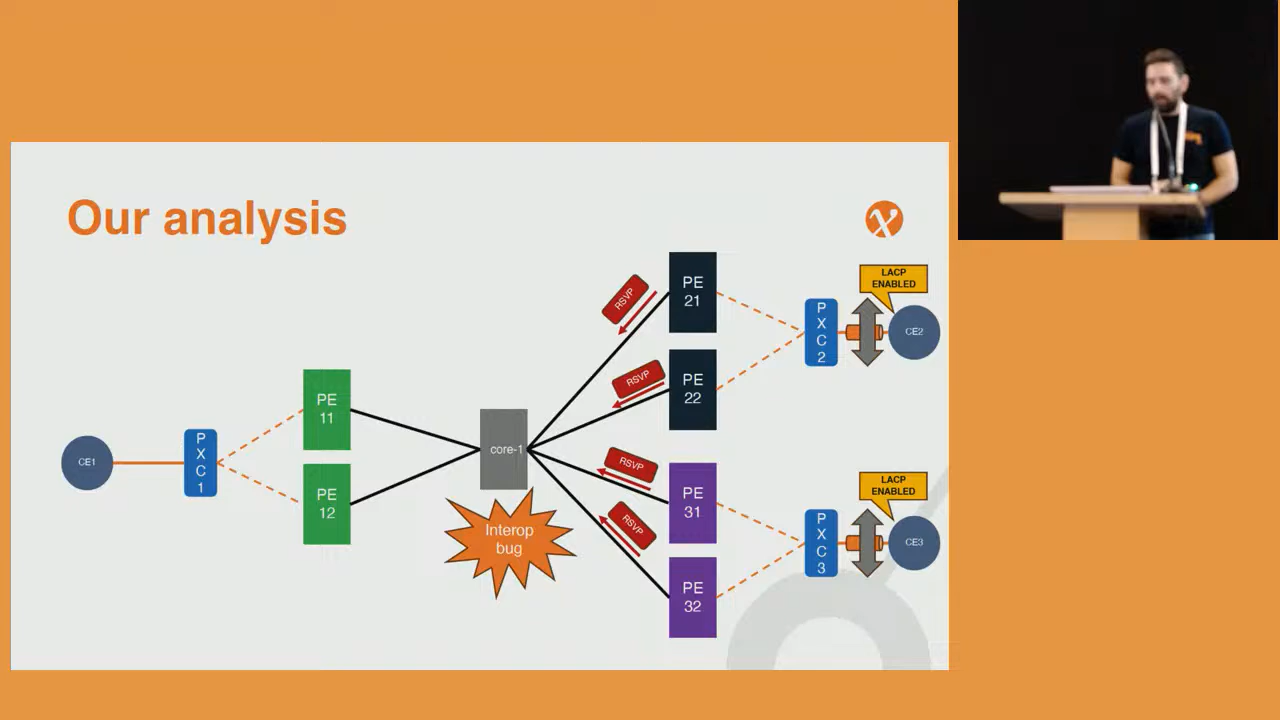 Our analysis
LACP
ENABLED
RSVP
PE
21
P
X
C
2
CE2
RSVP
PE
22
PE
11
CE1
P
X
C
1
core-1
PE
12
Interop
bug
RSVP
PE
31
RSVP
PE
32
LACP
ENABLED
P
X
C
3
CE3